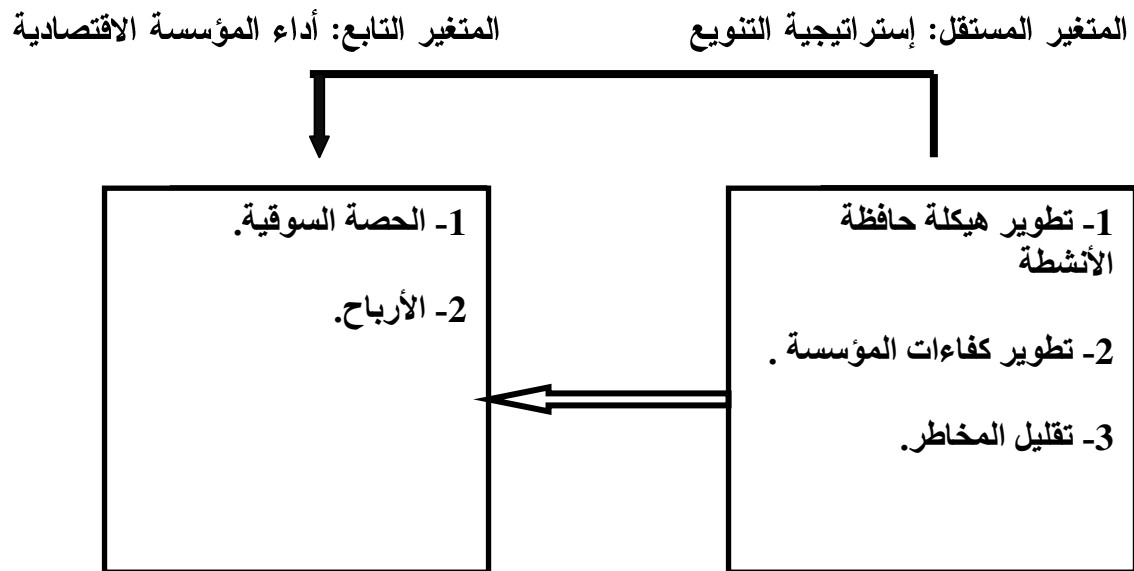 المتغير المستقل: إستراتيجية التنويع
المتغير التابع: أداء المؤسسة الاقتصادية
1- تطوير هيكلة حافظة
الأنشطة
2- تطوير كفاءات المؤسسة .
3- تقليل المخاطر.
1- الحصة السوقية.
2- الأرباح.